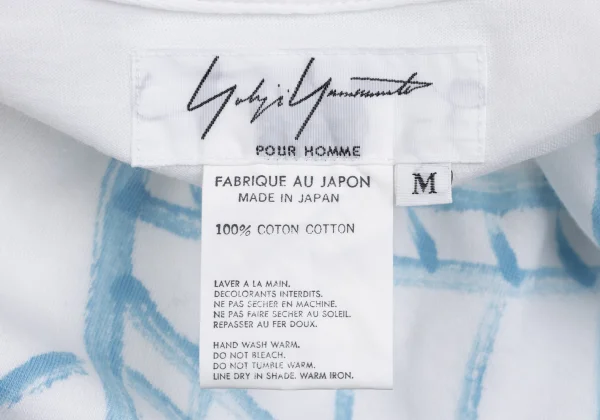 Yohji Yamamoto
POUR HOMME
FABRIQUE AU JAPON
MADE IN JAPAN
M
100% COTON COTTON
LAVER A LA MAIN.
DECOLORANTS INTERDITS.
NE PAS SECHER EN MACHINE.
NE PAS FAIRE SECHER AU SOLEIL.
REPASSER AU FER DOUX.
HAND WASH WARM.
DO NOT BLEACH.
DO NOT TUMBLE WARM.
LINE DRY IN SHADE. WARM IRON.